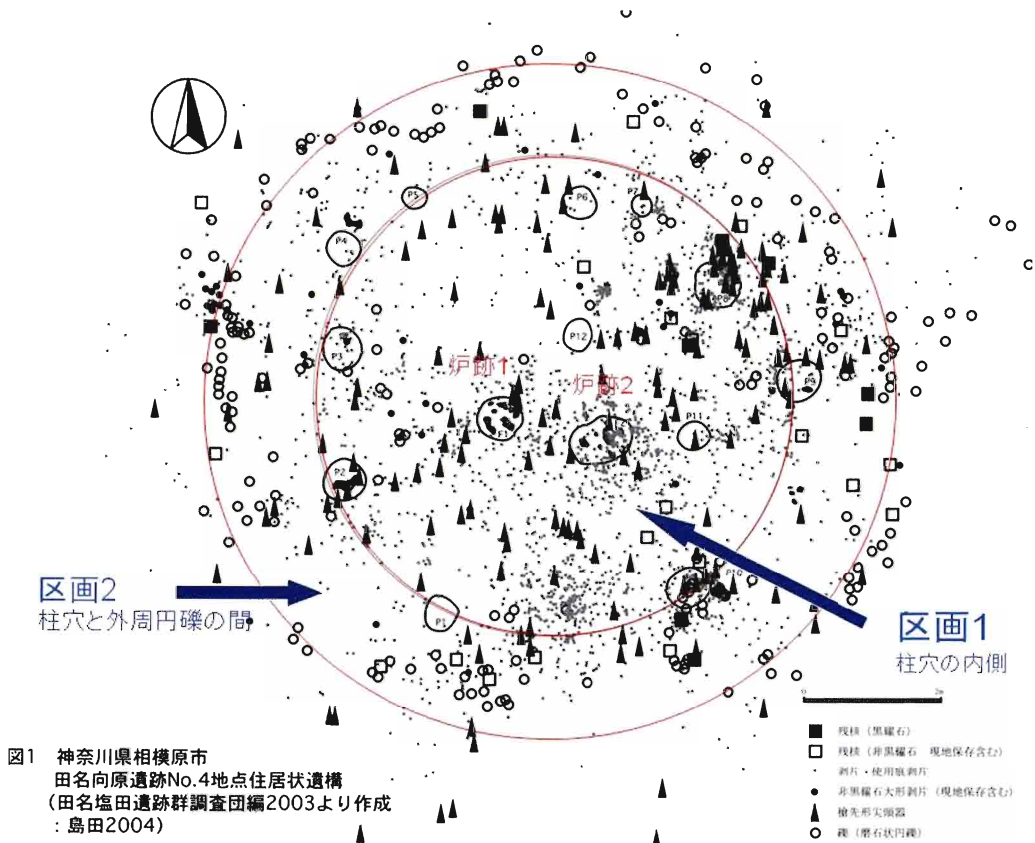 P5
P6
P7
P4
P8
P3
P12
炉跡1
炉跡2
P9
F1
P11
P2
P10
P1
区画2
柱穴と外周円礫の間
区画1
柱穴の内側
0
残核（黒曜石）
残核（非黒曜石 現地保存含む）
剥片・使用痕剥片
非黒曜石大形剥片（現地保存含む）
槍先形尖頭器
礫（磨石状円礫）
図1 神奈川県相模原市
田名向原遺跡No.4地点住居状遺構
（田名塩田遺跡群調査団編2003より作成
：島田2004）